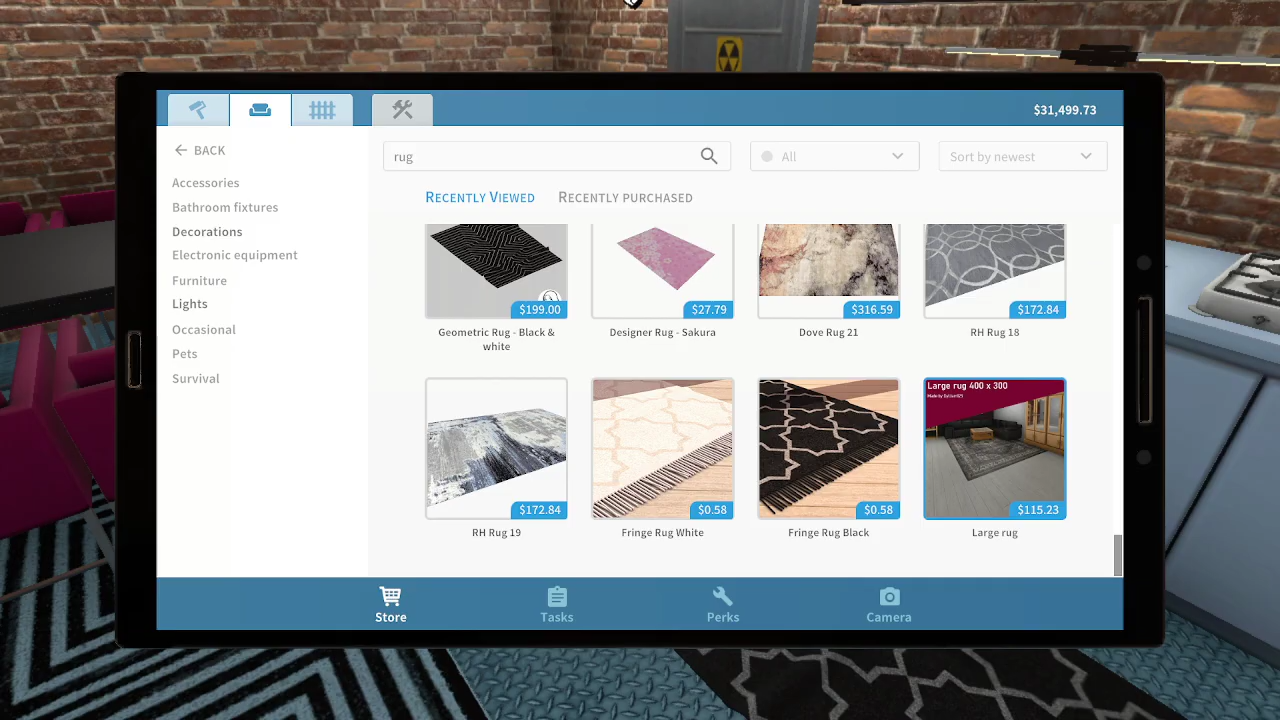 $31,499.73
BACK
Accessories
Bathroom fixtures
Decorations
Electronic equipment
Furniture
Lights
Occasional
Pets
Survival
rug
All
Sort by newest
RECENTLY VIEWED
RECENTLY PURCHASED
$199.00
$27.79
$316.59
$172.84
Geometric Rug - Black &
white
Designer Rug - Sakura
Dove Rug 21
RH Rug 18
Large rug 400 x 300
$172.84
$0.58
$0.58
$115.23
RH Rug 19
Fringe Rug White
Fringe Rug Black
Large rug
Store
Tasks
Perks
Camera